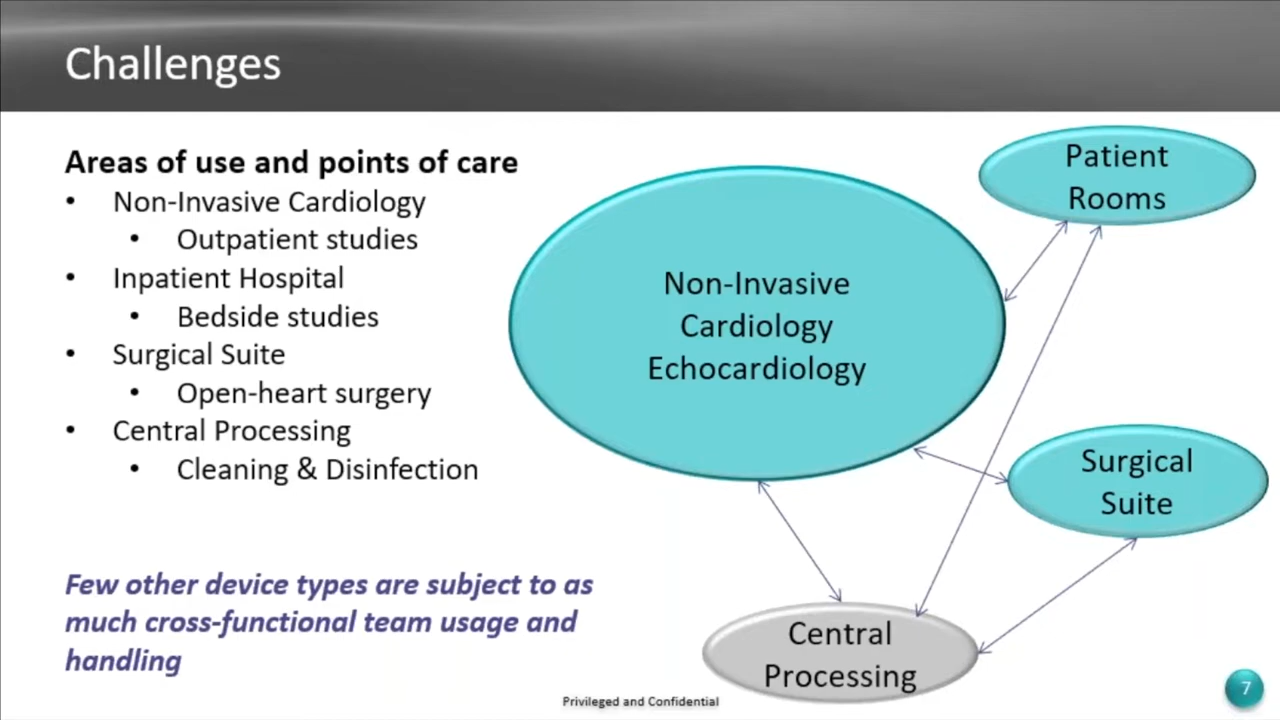 Challenges
Areas of use and points of care
• Non-Invasive Cardiology
• Outpatient studies
• Inpatient Hospital
• Bedside studies
• Surgical Suite
• Open-heart surgery
• Central Processing
• Cleaning & Disinfection
Few other device types are subject to as
much cross-functional team usage and
handling
Non-Invasive
Cardiology
Echocardiology
Patient
Rooms
Surgical
Suite
Central
Processing
Privileged and Confidential
7